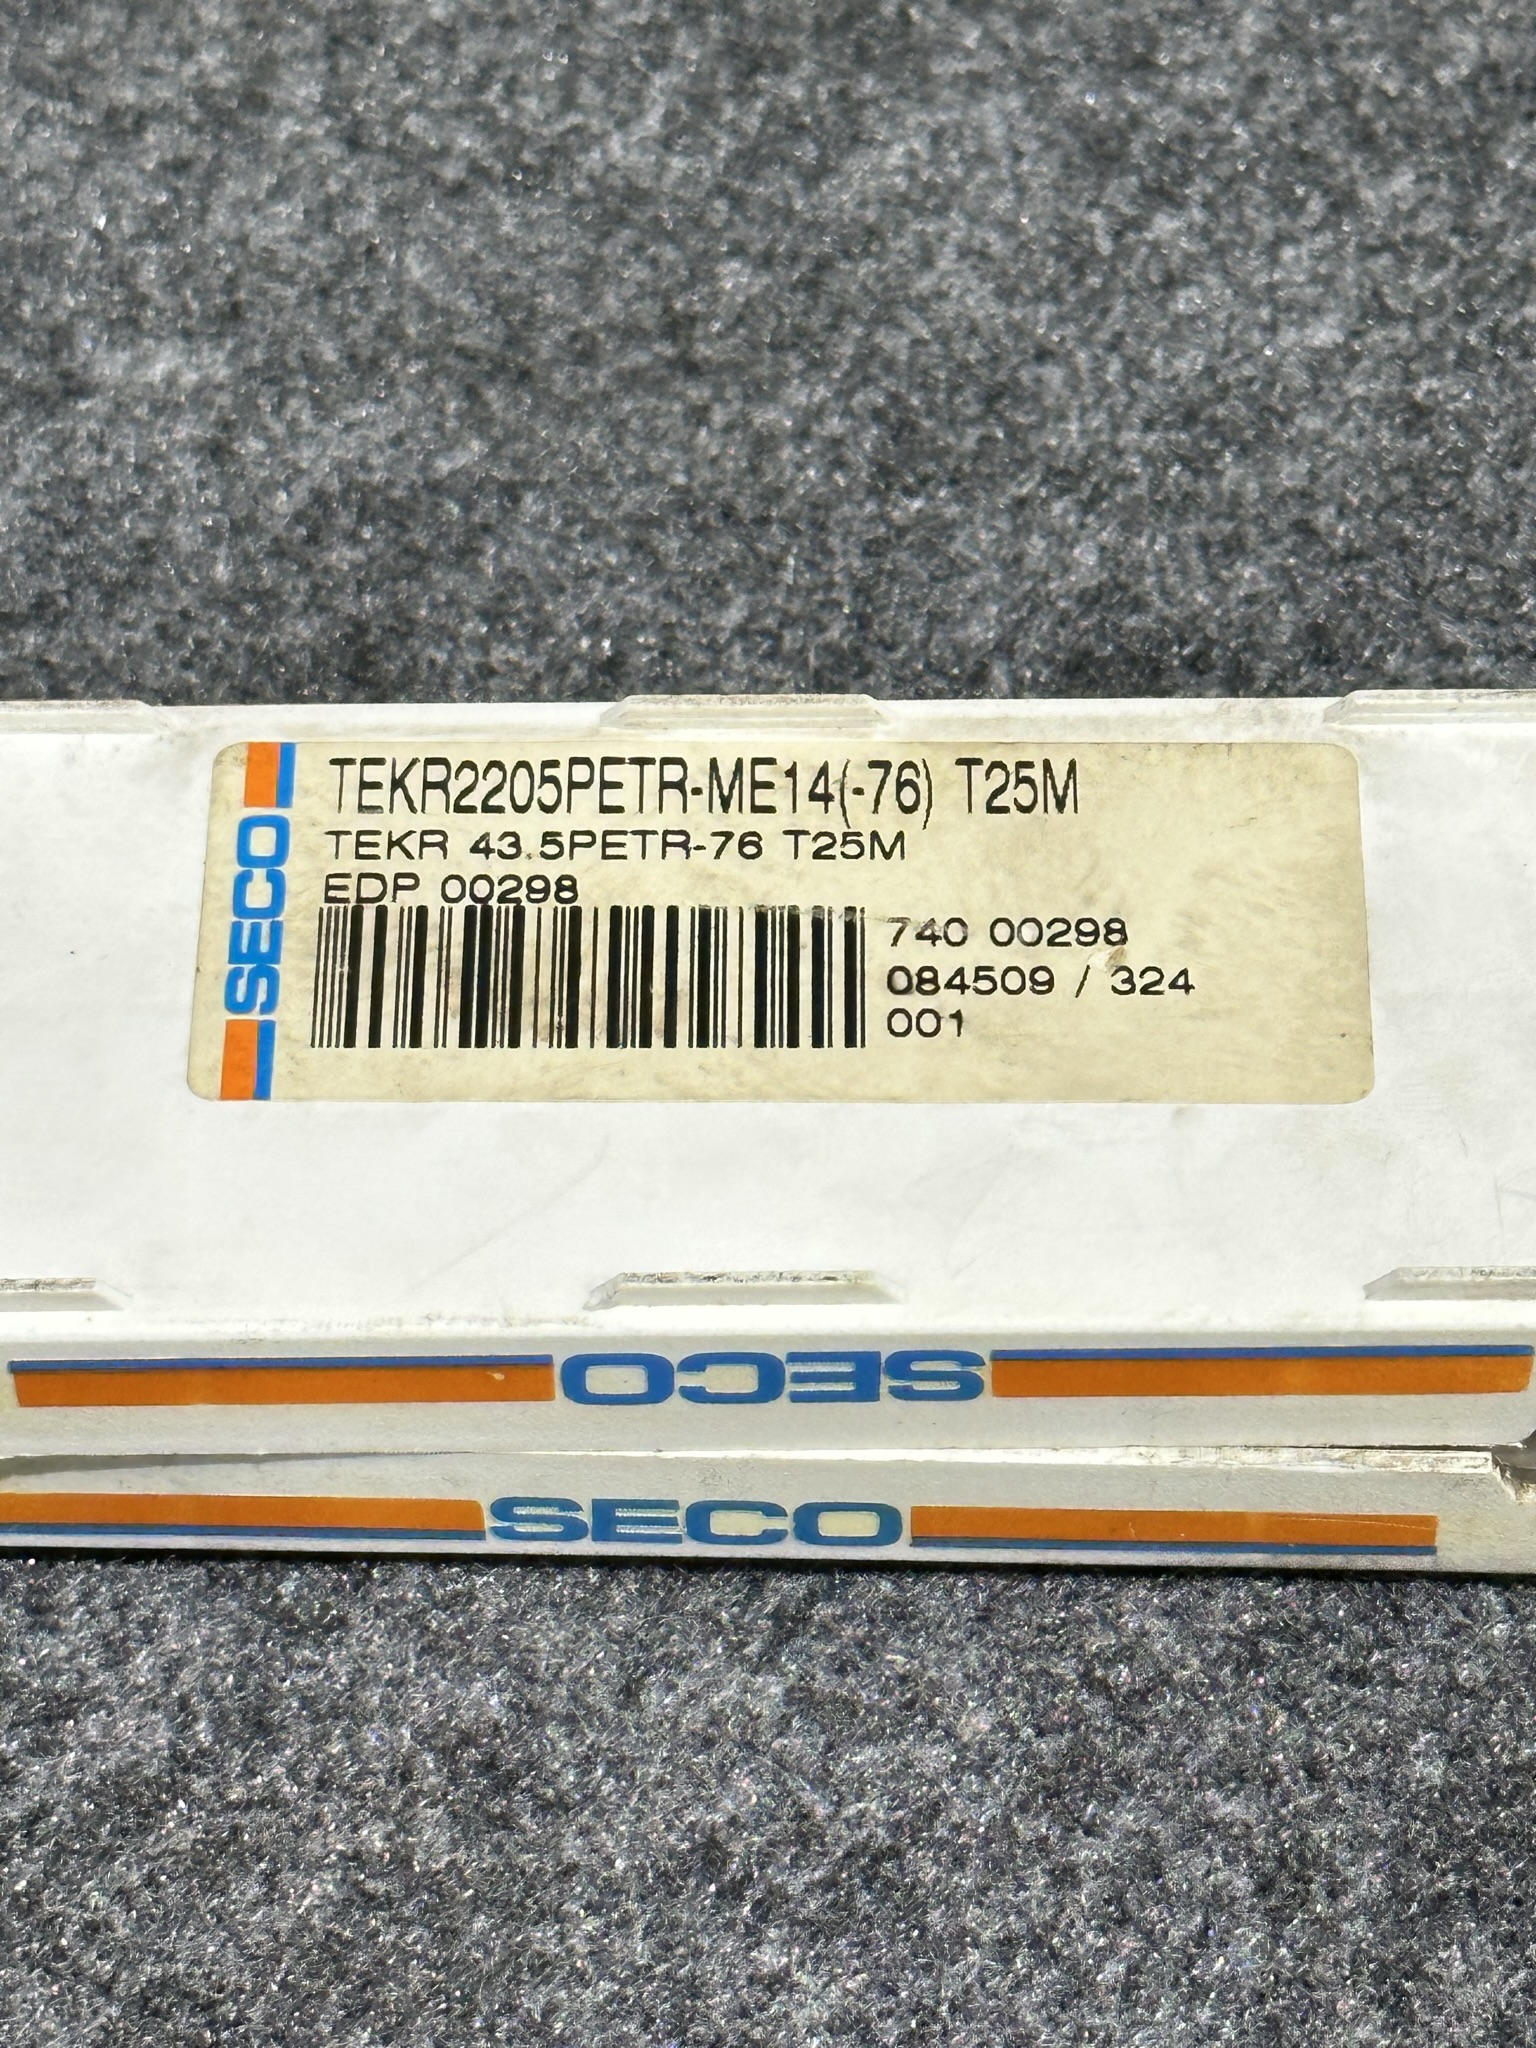 SECO
TEKR2205PETR-ME14(-76) T25M
TEKR 43.5PETR-76 T25M
EDP 00298
740 00298
084509 / 324
001
SECO
SECO